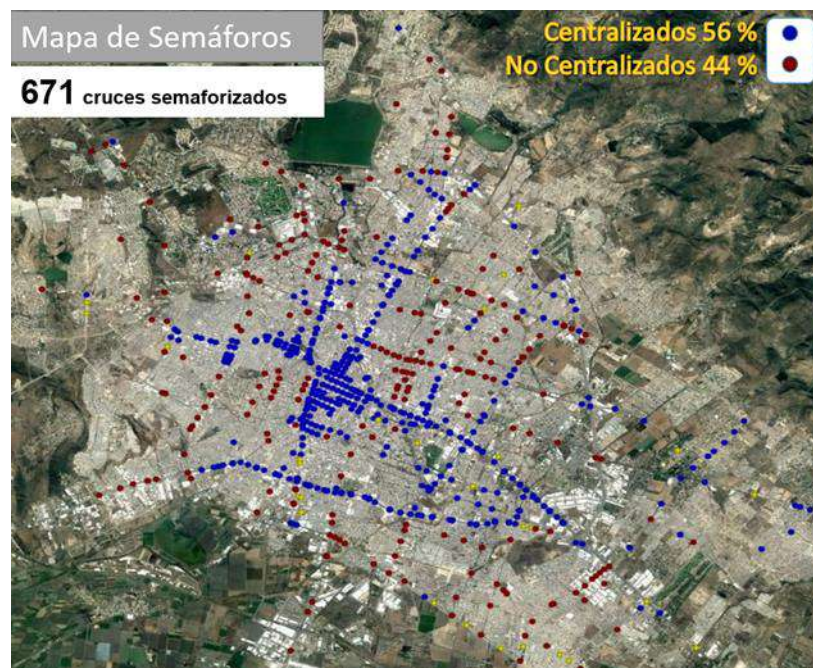 Mapa de Semáforos
671 cruces semaforizados
Centralizados 56 %
No Centralizados 44 %